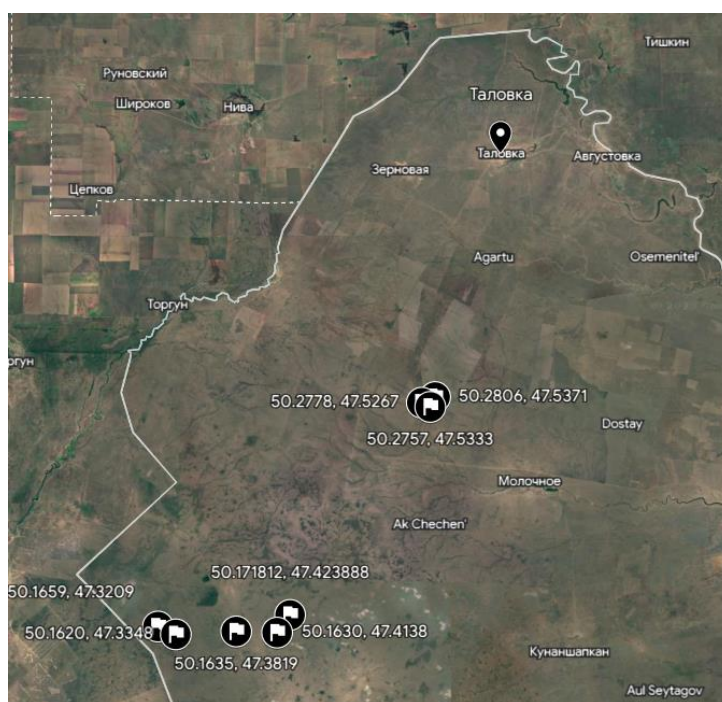 Тишкин
Руновский
Таловка
Широков
Нива
Таловка
Августовка
Зерновая
Цепков
Agartu
Osemenitel'
Торгун
ргун
50.2778, 47.5267
50.2806, 47.5371
50.2757, 47.5333
Dostay
Молочное
Ak Chechen'
50.171812, 47.423888
50.1659, 47.3209
50.1620, 47.3348
50.1630, 47.4138
50.1635, 47.3819
Кунаншапкан
Aul Seytagov